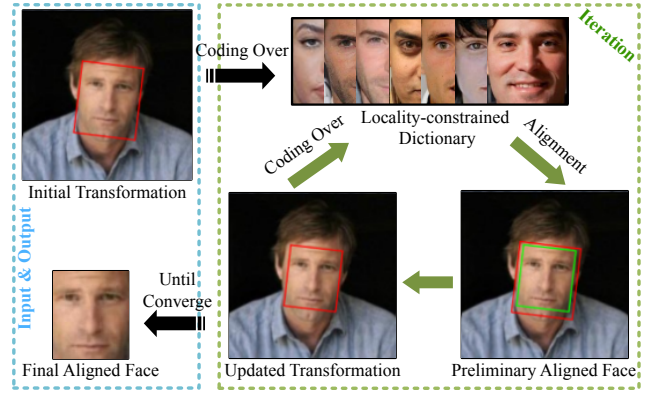 Coding Over
Iteration
Locality-constrained
Dictionary
Coding Over
Alignment
Initial Transformation
Input & Output
Until
Converge
Final Aligned Face
Updated Transformation
Preliminary Aligned Face